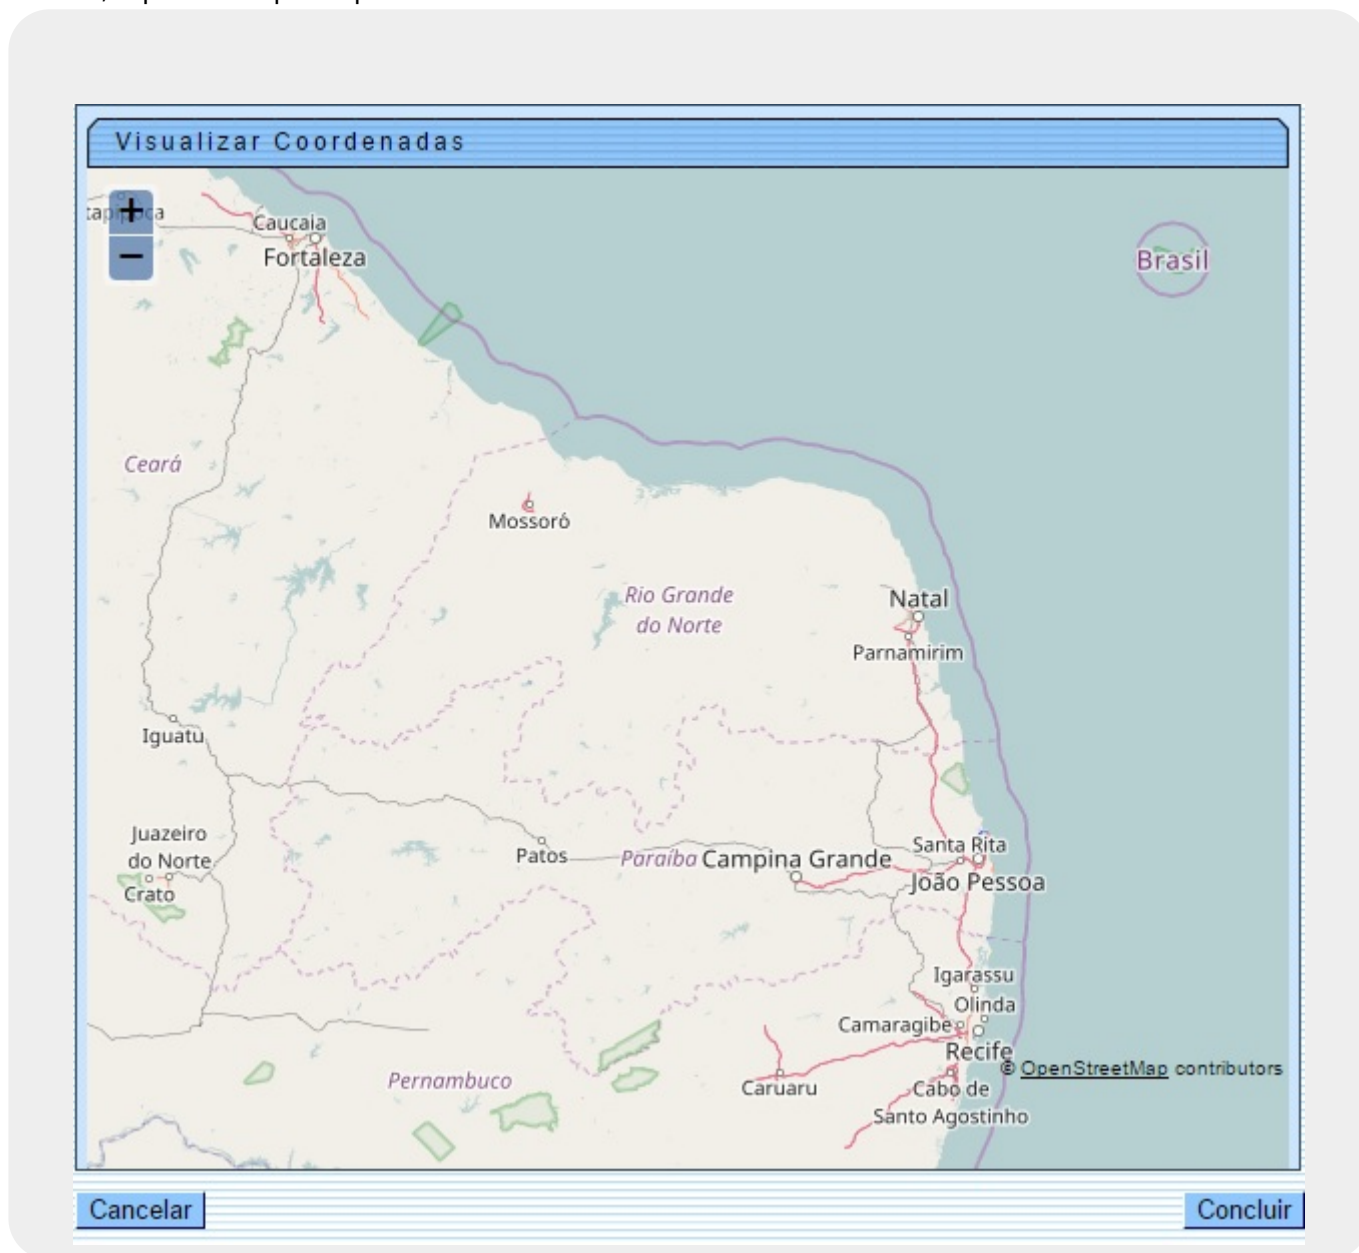 Visualizar Coordenadas
+
−
Caucaia
Fortaleza
Brasil
Ceará
Mossoró
Rio Grande
do Norte
Natal
Parnamirim
Iguatu
Juazeiro
do Norte
Crato
Patos
Paraíba
Campina Grande
Santa Rita
João Pessoa
Igarassu
Olinda
Camaragibe
Recife
© OpenStreetMap contributors
Pernambuco
Caruaru
Cabo de
Santo Agostinho
Cancelar
Concluir